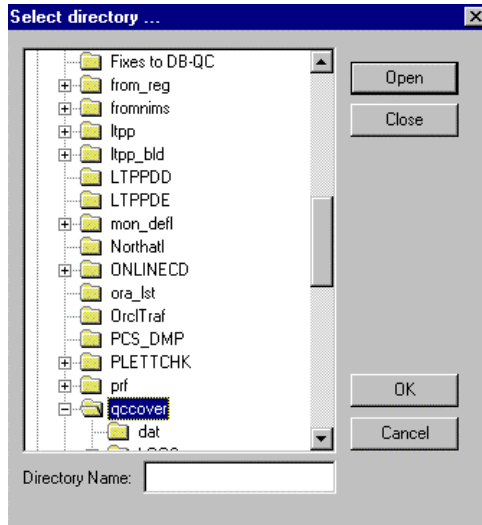 Select directory ...
Fixes to DB-QC
from_reg
fromnims
ltpp
ltpp_bld
LTPPDD
LTPPDE
mon_defl
Northatl
ONLINECD
ora_lst
OrclTraf
PCS_DMP
PLETTCHK
prf
qccover
dat
Open
Close
OK
Cancel
Directory Name: